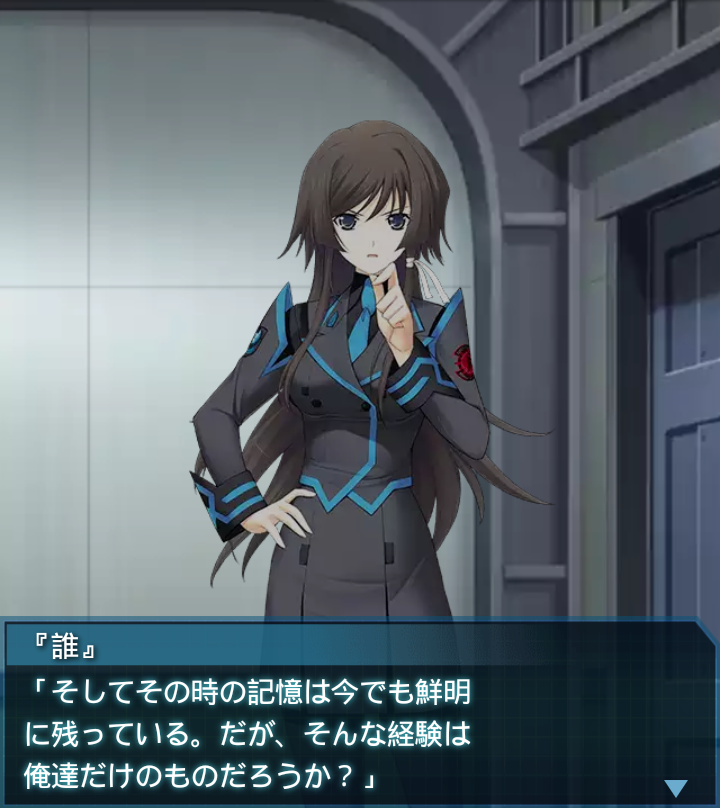 『誰』
「そしてその時の記憶は今でも鮮明
に残っている。だが、そんな経験は
俺達だけのものだろうか？」